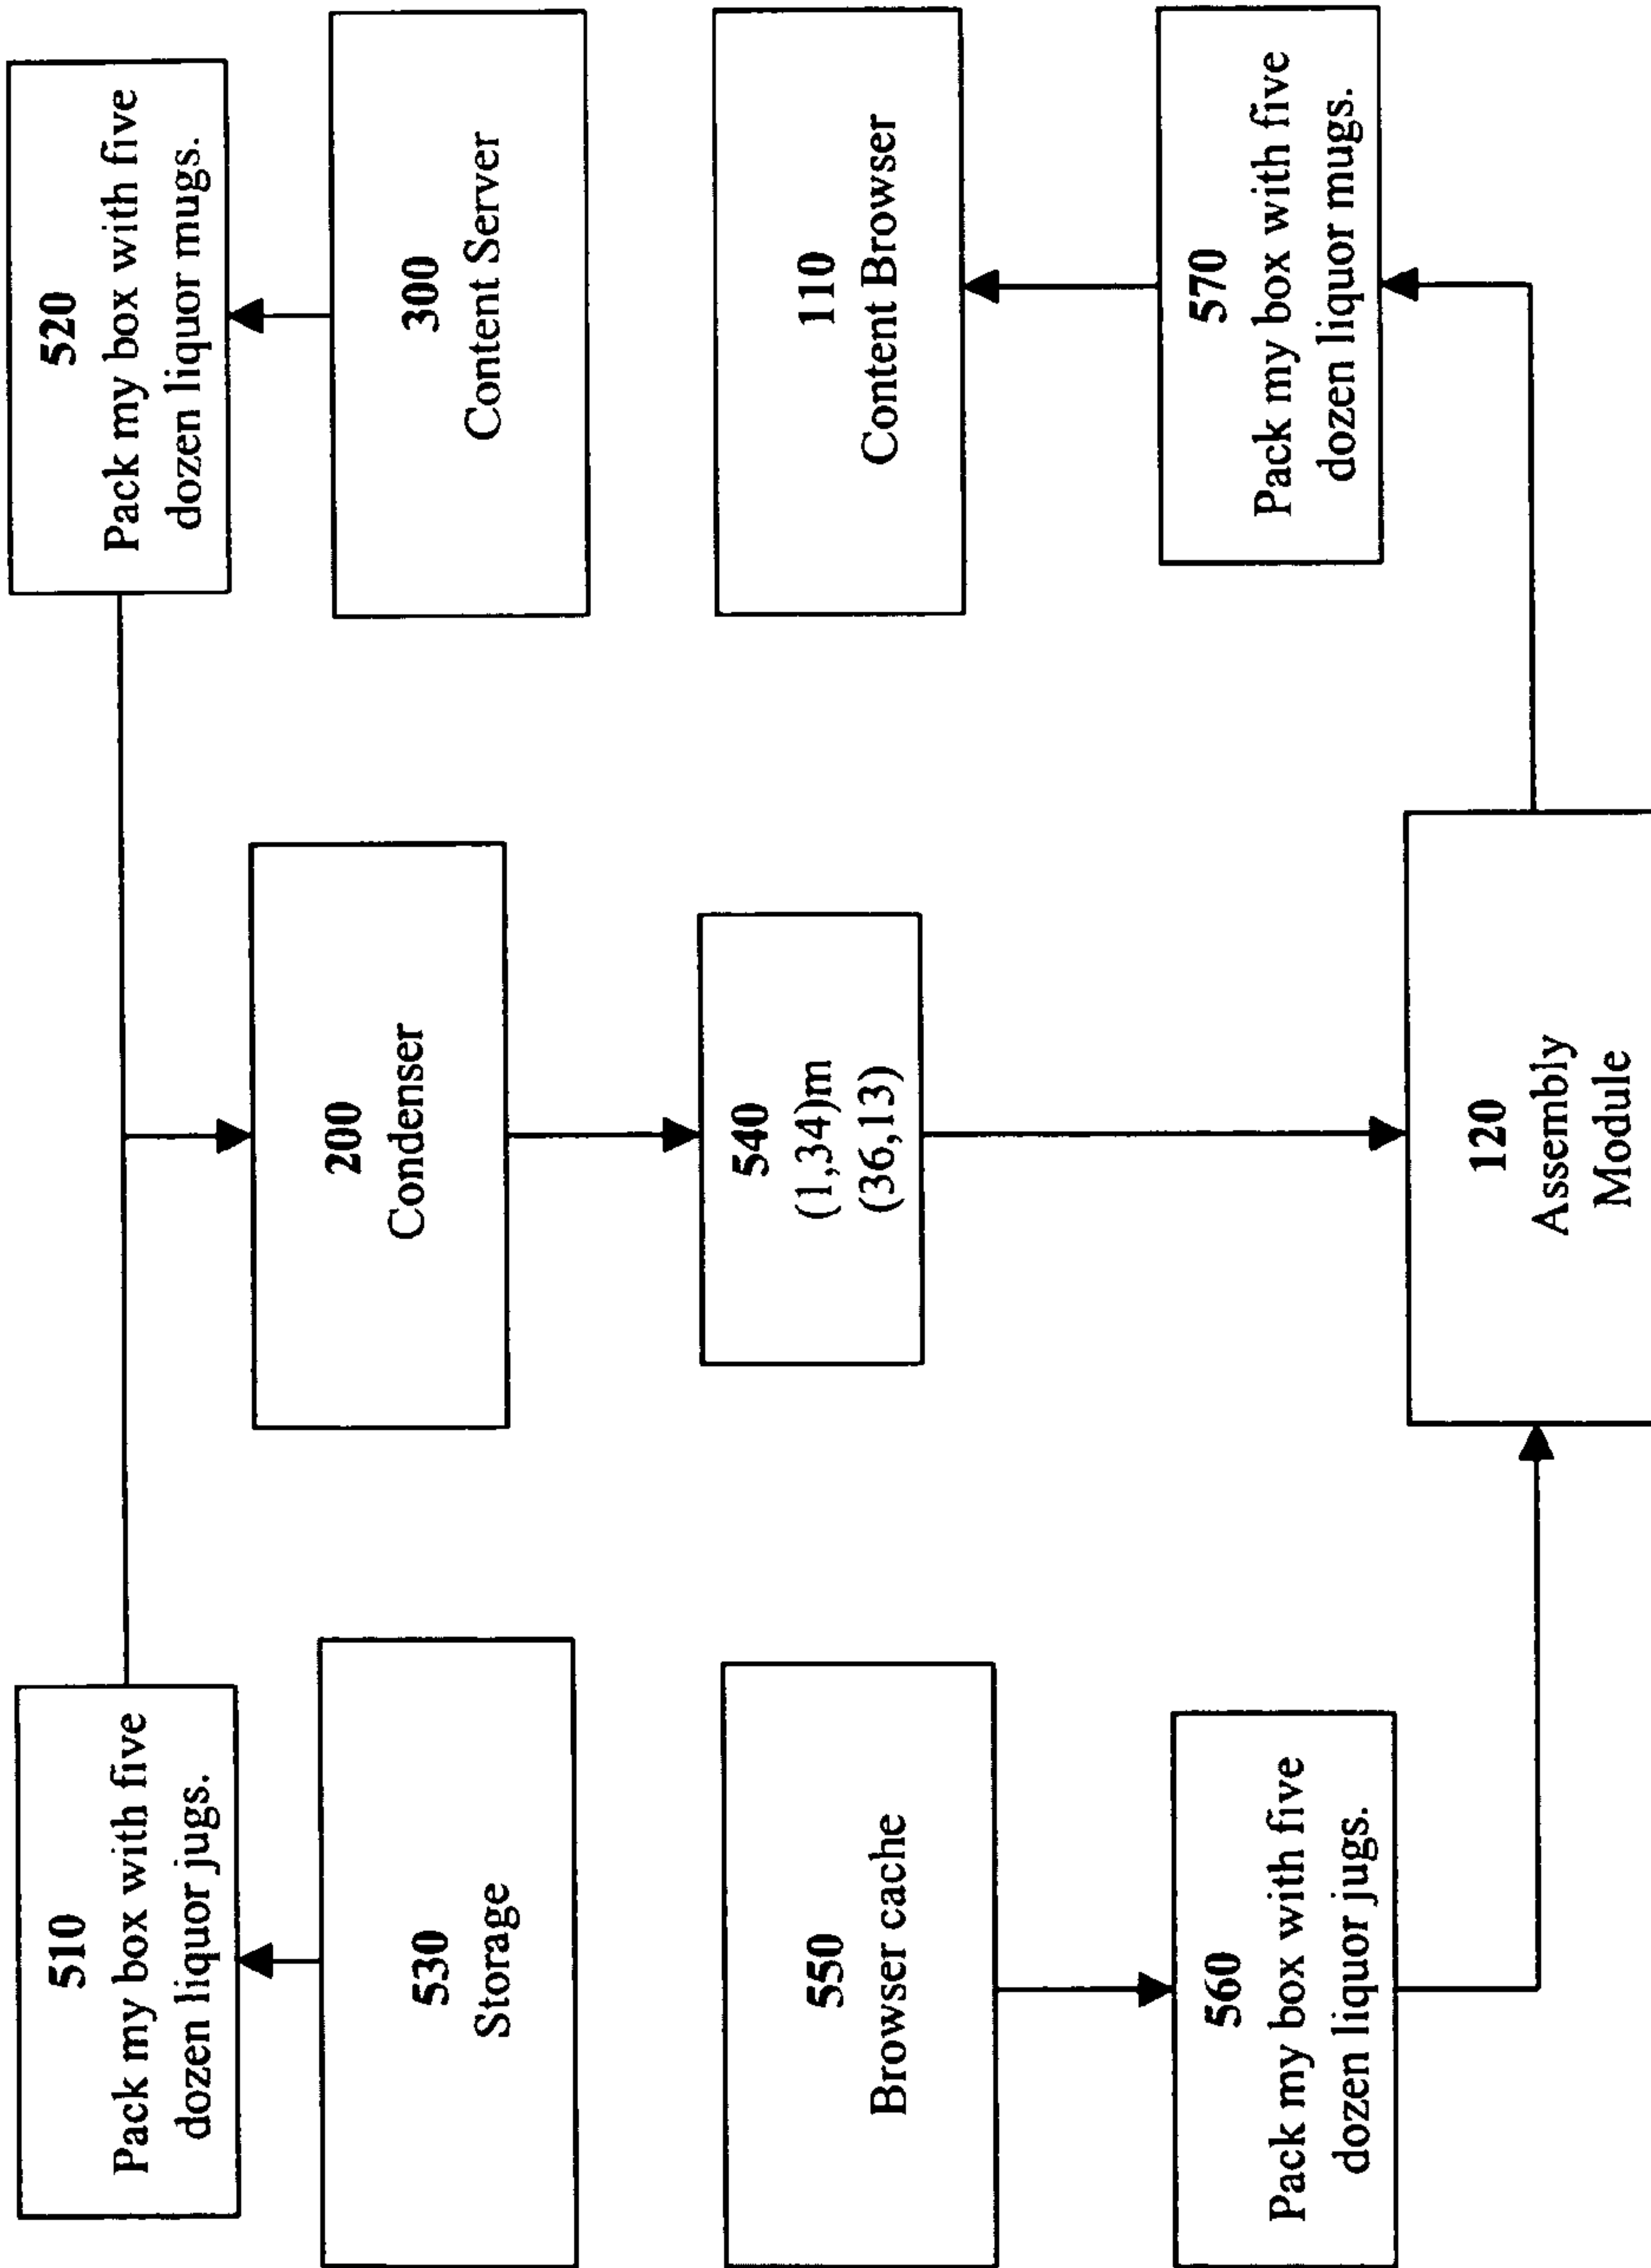 510
Pack my box with five
dozen liquor jugs.
520
Pack my box with five
dozen liquor mugs.
530
Storage
200
Condenser
300
Content Server
540
(1,34)m
(36,13)
550
Browser cache
110
Content Browser
560
Pack my box with five
dozen liquor jugs.
570
Pack my box with five
dozen liquor mugs.
120
Assembly
Module